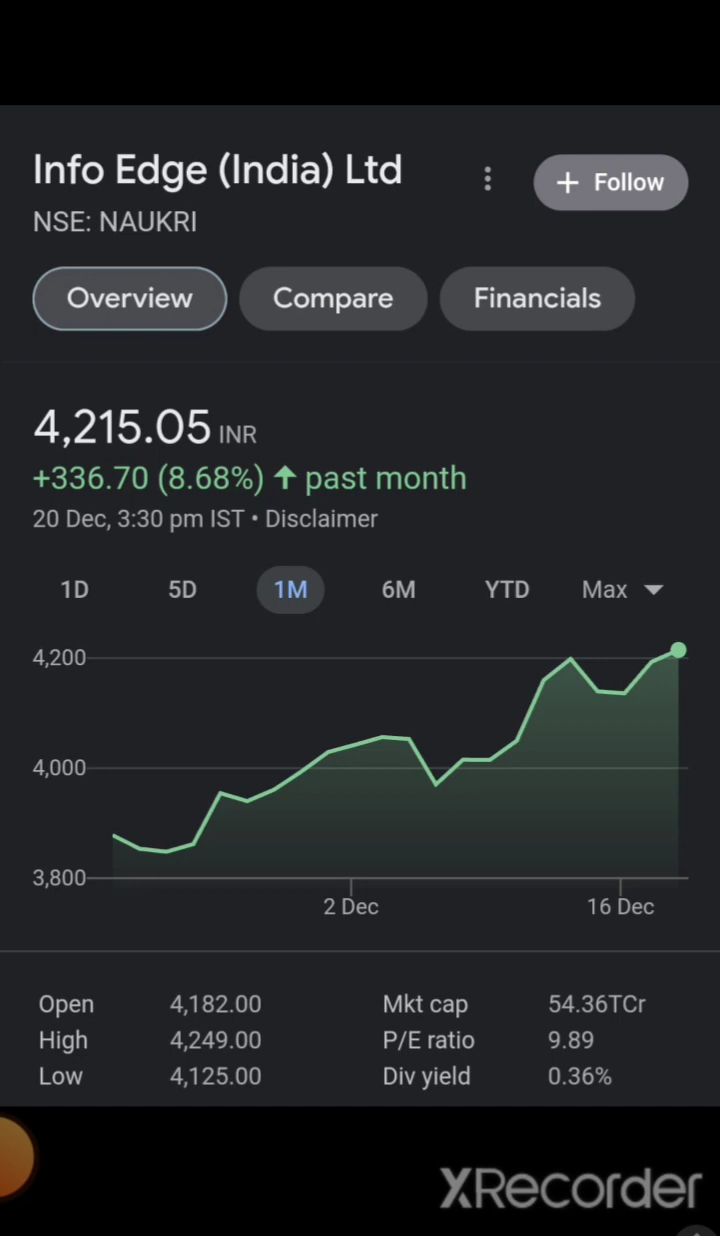 Info Edge (India) Ltd
+ Follow
NSE: NAUKRI
Overview Compare Financials
4,215.05 INR
+336.70 (8.68%) ↑ past month
20 Dec, 3:30 pm IST • Disclaimer
1D 5D 1M 6M YTD Max
4,200
4,000
3,800
2 Dec 16 Dec
Open 4,182.00 Mkt cap 54.36TCr
High 4,249.00 P/E ratio 9.89
Low 4,125.00 Div yield 0.36%
XRecorder